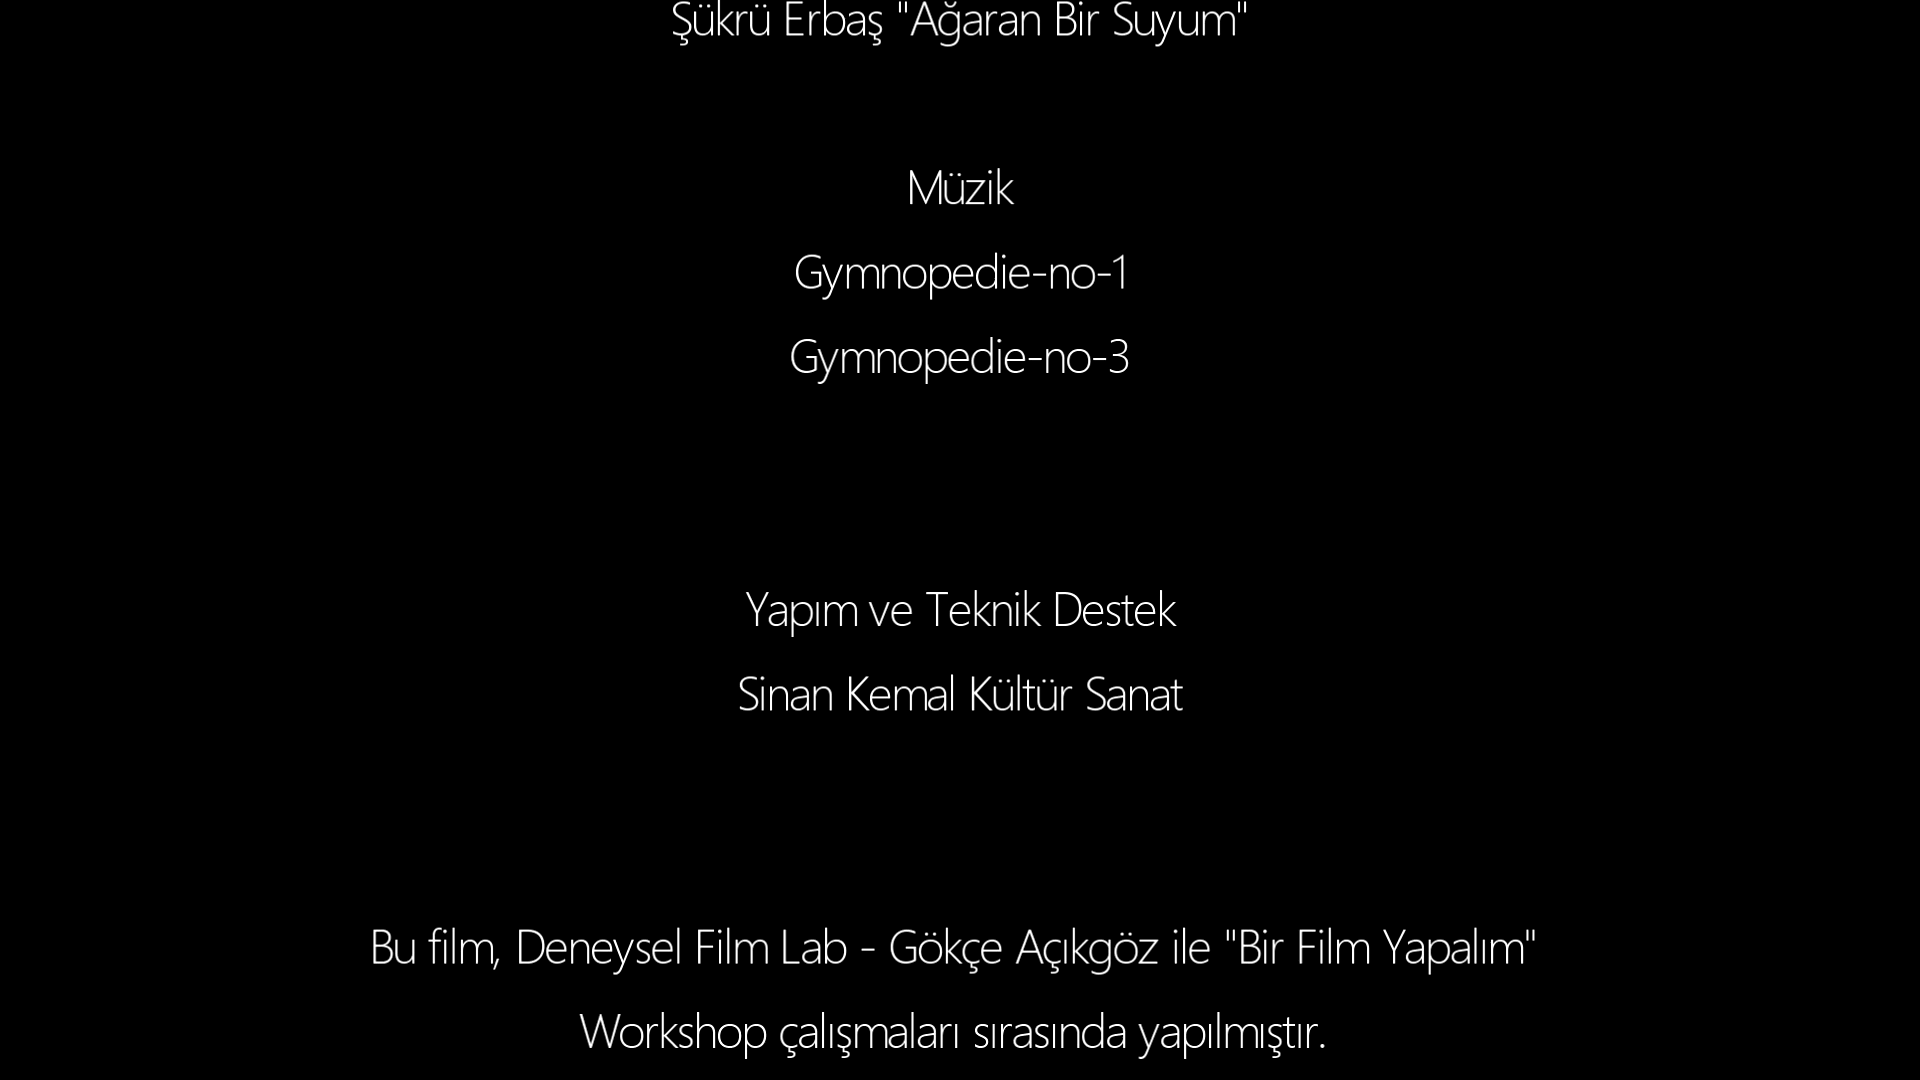 Şükrü Erbaş "Ağaran Bir Suyum"
Müzik
Gymnopedie-no-1
Gymnopedie-no-3
Yapım ve Teknik Destek
Sinan Kemal Kültür Sanat
Bu film, Deneysel Film Lab - Gökçe Açıkgöz ile "Bir Film Yapalım"
Workshop çalışmaları sırasında yapılmıştır.